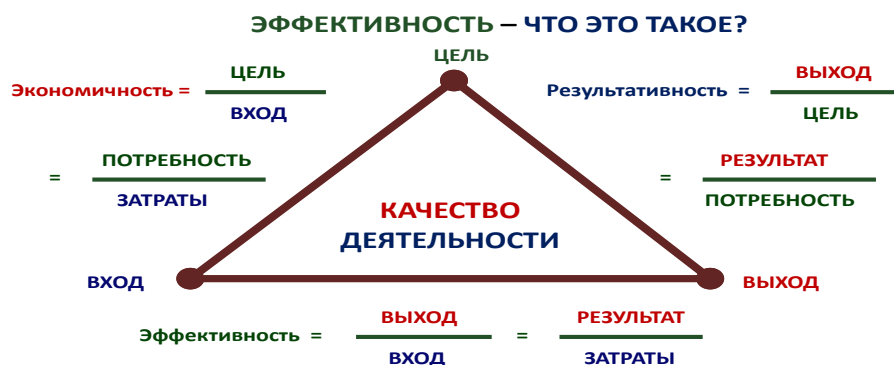 ЭФФЕКТИВНОСТЬ – ЧТО ЭТО ТАКОЕ?
ЦЕЛЬ
Экономичность = ЦЕЛЬ
ВХОД
= ПОТРЕБНОСТЬ
ЗАТРАТЫ
Результативность = ВЫХОД
ЦЕЛЬ
= РЕЗУЛЬТАТ
ПОТРЕБНОСТЬ
КАЧЕСТВО
ДЕЯТЕЛЬНОСТИ
ВХОД
ВЫХОД
Эффективность = ВЫХОД = РЕЗУЛЬТАТ
ВХОД ЗАТРАТЫ